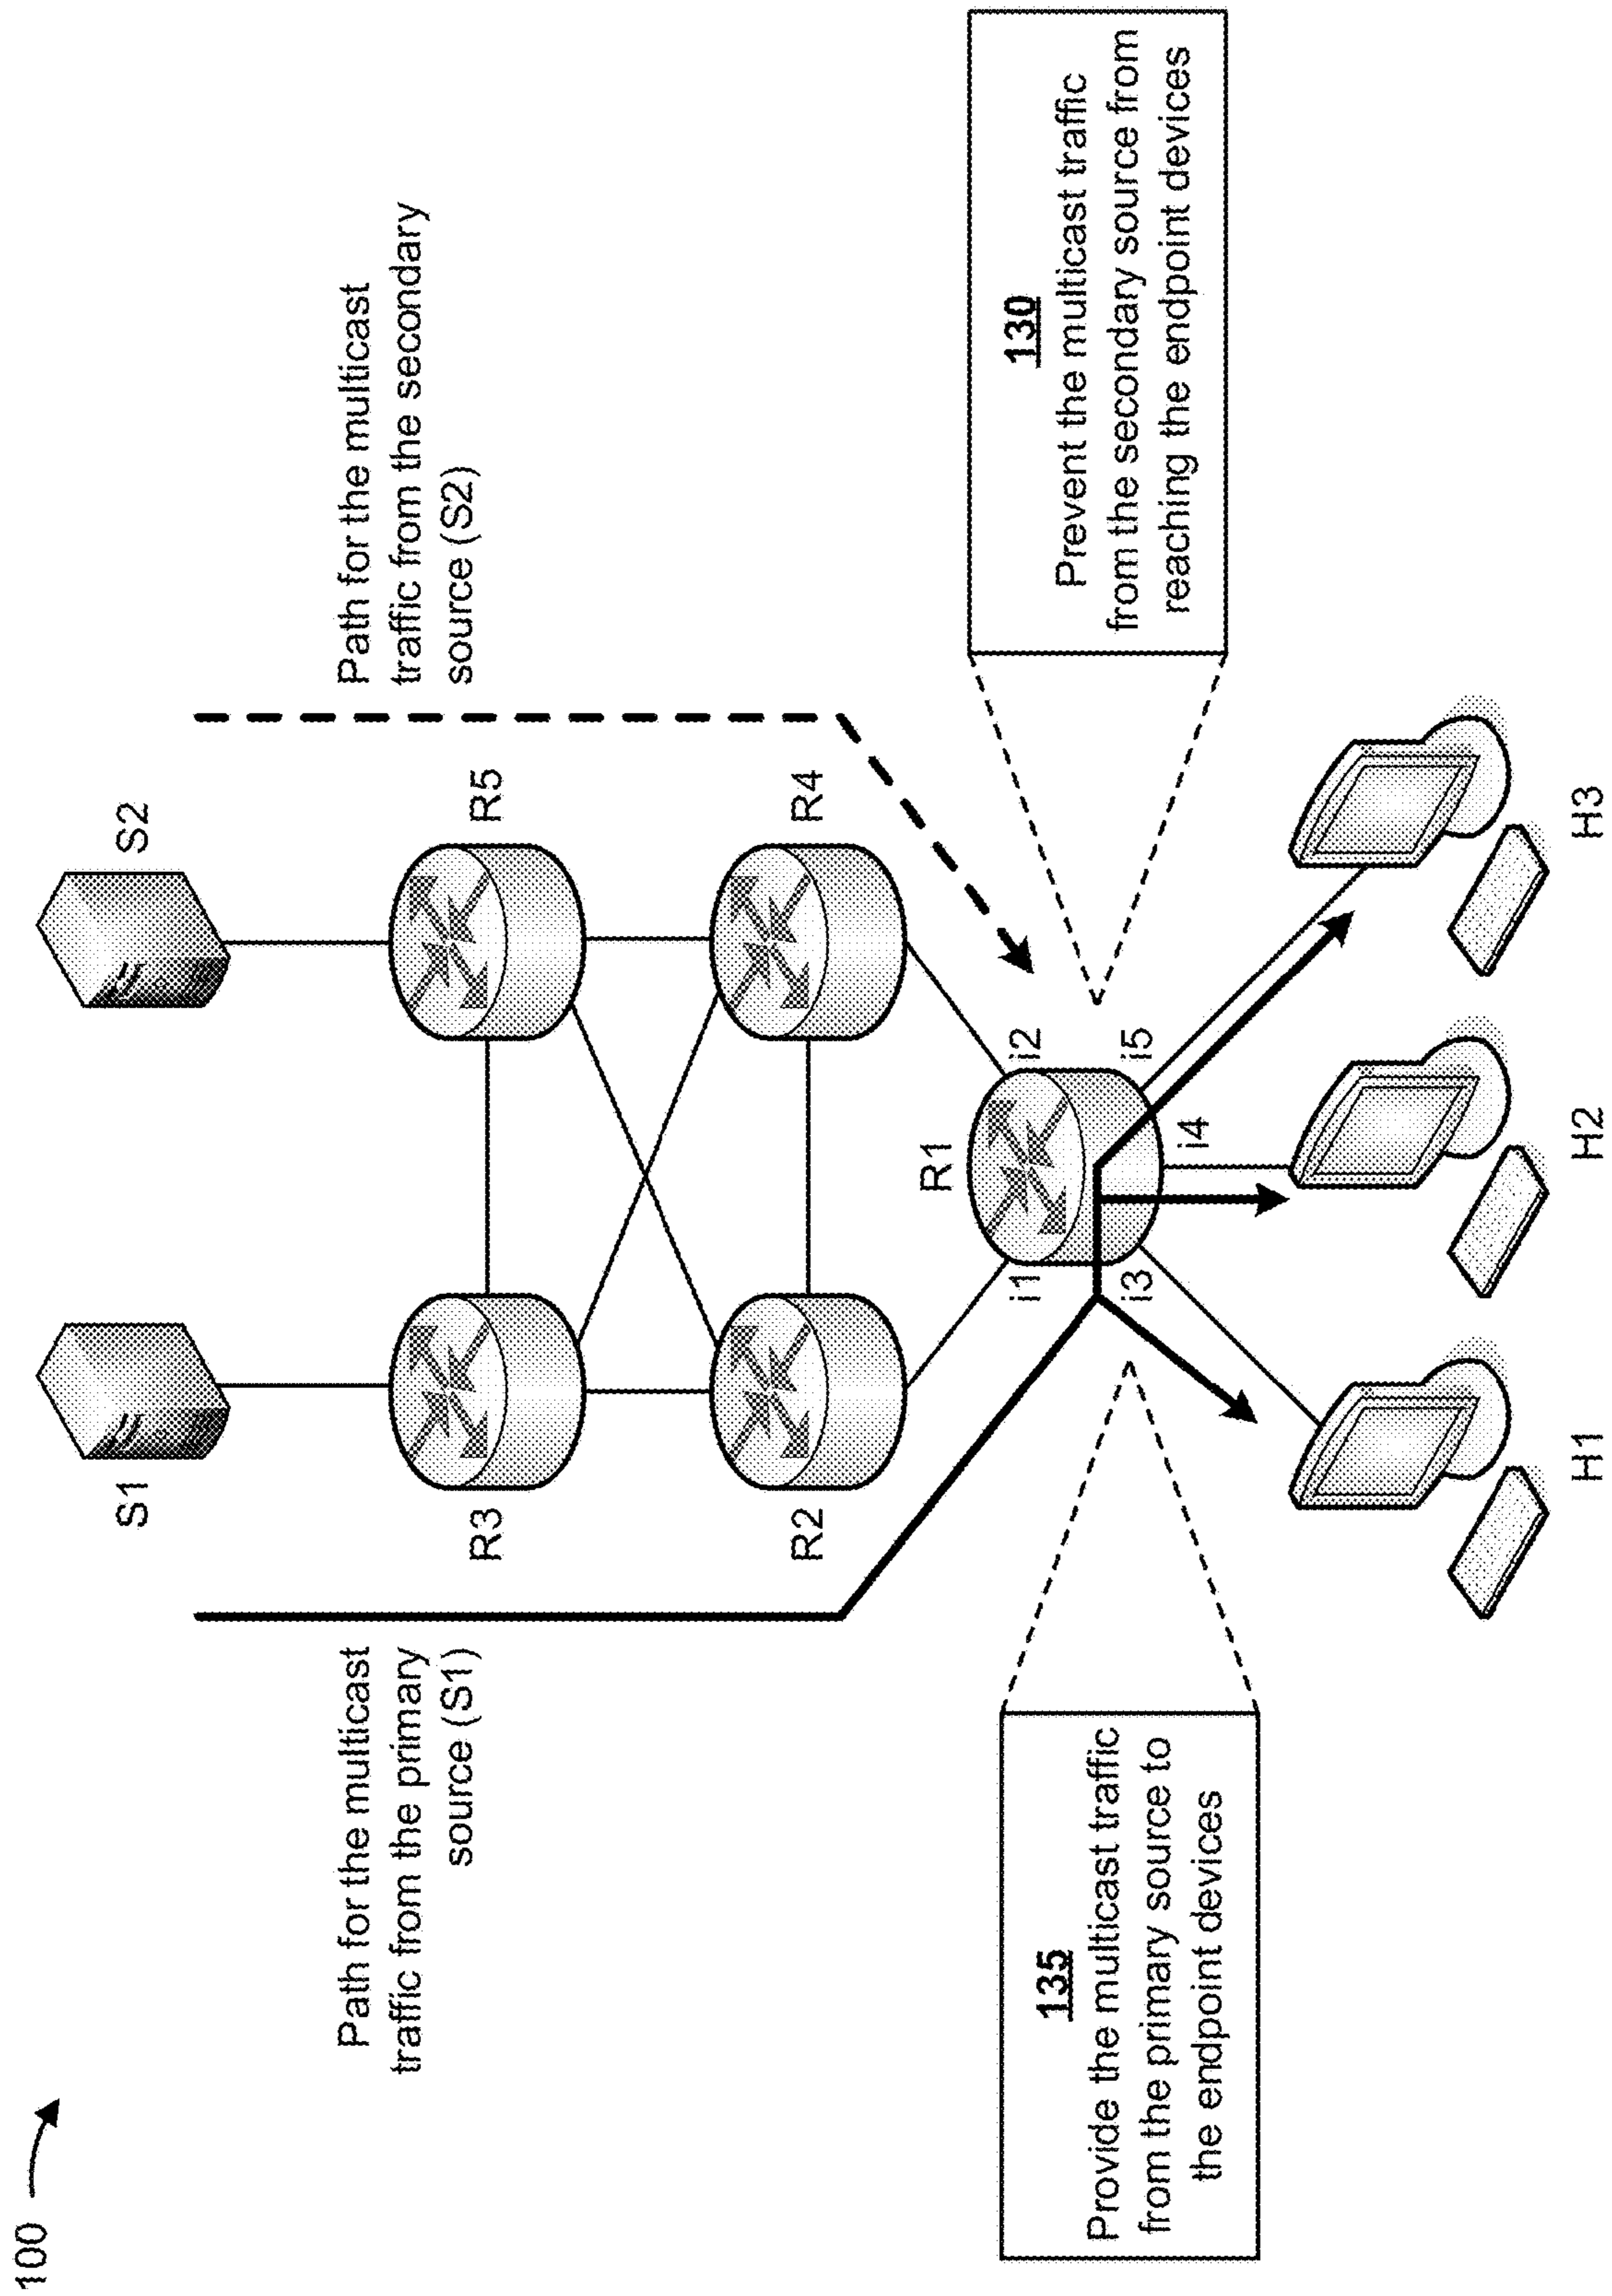 100
Path for the multicast
traffic from the primary
source (S1)
Path for the multicast
traffic from the secondary
source (S2)
S1
S2
R3
R5
R2
R4
R1
i1
i2
i3
i4
i5
135
Provide the multicast traffic
from the primary source to
the endpoint devices
130
Prevent the multicast traffic
from the secondary source from
reaching the endpoint devices
H1
H2
H3